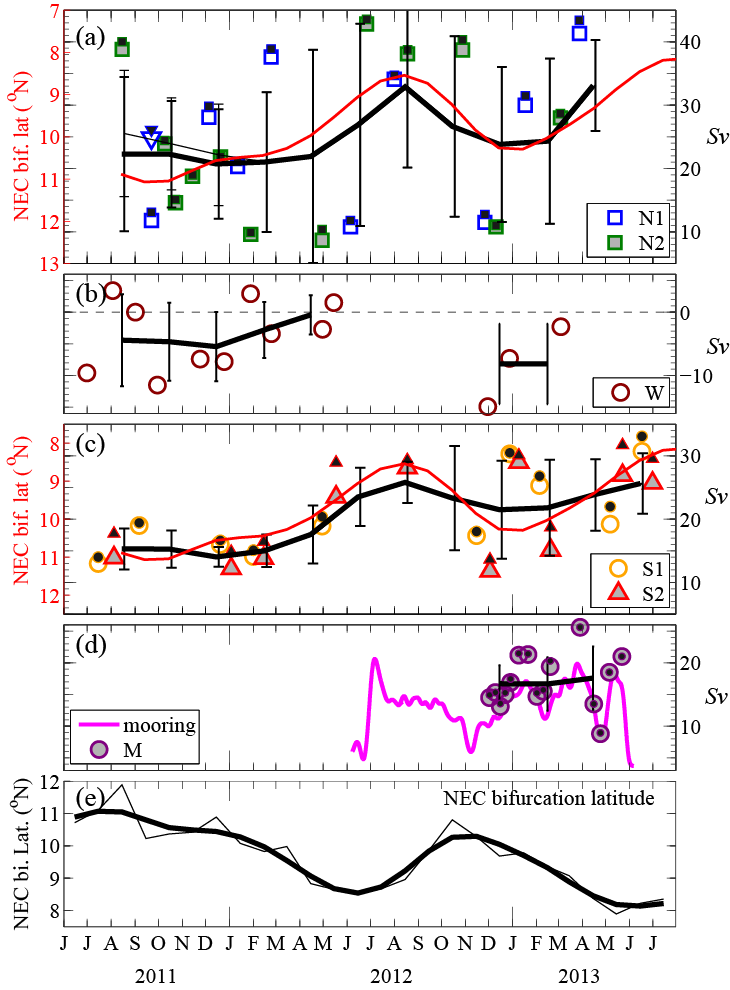 (a)
7
8
9
10
11
12
13
NEC bif. lat (°N)
45
40
30
20
10
Sv
N1
N2
(b)
0
−10
Sv
W
(c)
8
9
10
11
12
NEC bif. lat (°N)
30
20
10
Sv
S1
S2
(d)
20
10
Sv
mooring
M
(e)
NEC bifurcation latitude
12
11
10
9
8
NEC bi. Lat. (°N)
J J A S O N D J F M A M J J A S O N D J F M A M J J
2011 2012 2013